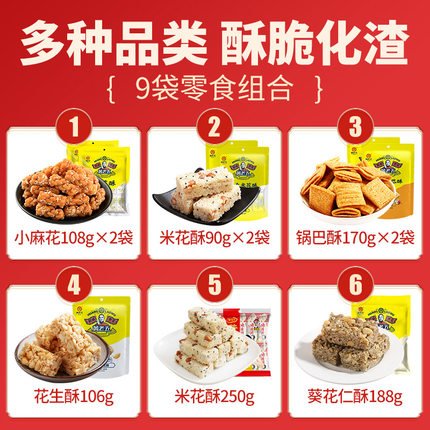 多种品类 酥脆化渣
{ 9袋零食组合 }
1
2
3
小麻花108g×2袋
米花酥90g×2袋
锅巴酥170g×2袋
4
5
6
花生酥106g
米花酥250g
葵花仁酥188g